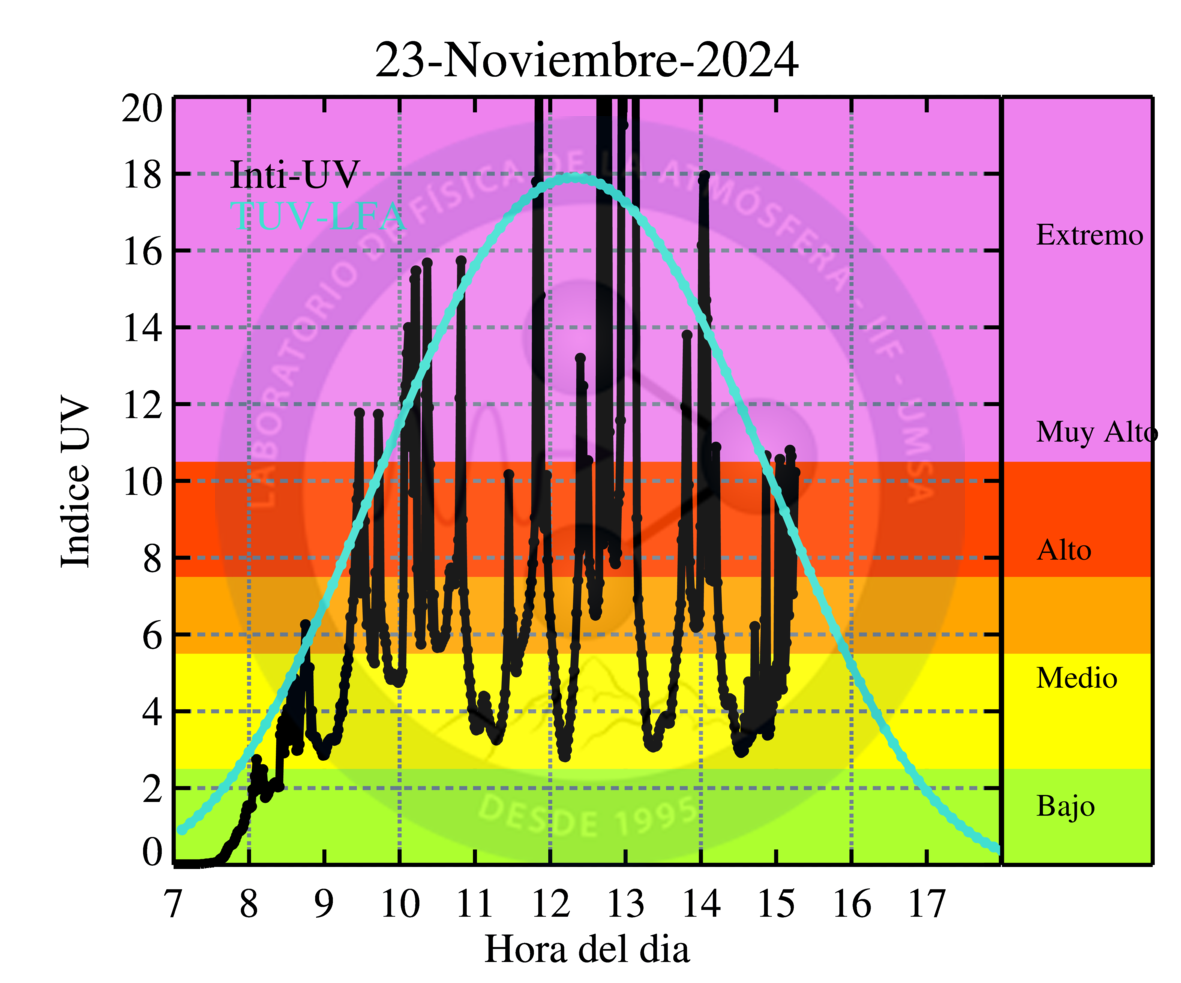 23-Noviembre-2024
20
18
16
14
12
10
8
6
4
2
0
Indice UV
Inti-UV
TUV-LFA
LABORATORIO DE FÍSICA DE LA ATMÓSFERA - IIF - UMSA
DESDE 1995
Extremo
Muy Alto
Alto
Medio
Bajo
7 8 9 10 11 12 13 14 15 16 17
Hora del dia